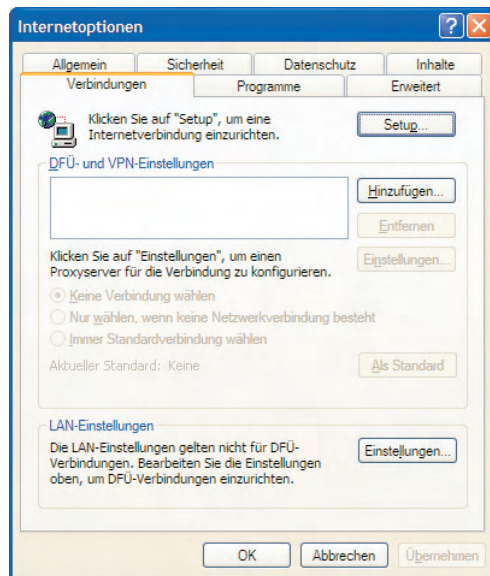 Internetoptionen
Allgemein
Sicherheit
Datenschutz
Inhalte
Verbindungen
Programme
Erweitert
Klicken Sie auf "Setup", um eine
Internetverbindung einzurichten.
Setup...
DFÜ- und VPN-Einstellungen
Hinzufügen...
Entfernen
Klicken Sie auf "Einstellungen", um einen
Proxyserver für die Verbindung zu konfigurieren.
Einstellungen...
Keine Verbindung wählen
Nur wählen, wenn keine Netzwerkverbindung besteht
Immer Standardverbindung wählen
Aktueller Standard: Keine
Als Standard
LAN-Einstellungen
Die LAN-Einstellungen gelten nicht für DFÜ-
Verbindungen. Bearbeiten Sie die Einstellungen
oben, um DFÜ-Verbindungen einzurichten.
Einstellungen...
OK
Abbrechen
Übernehmen